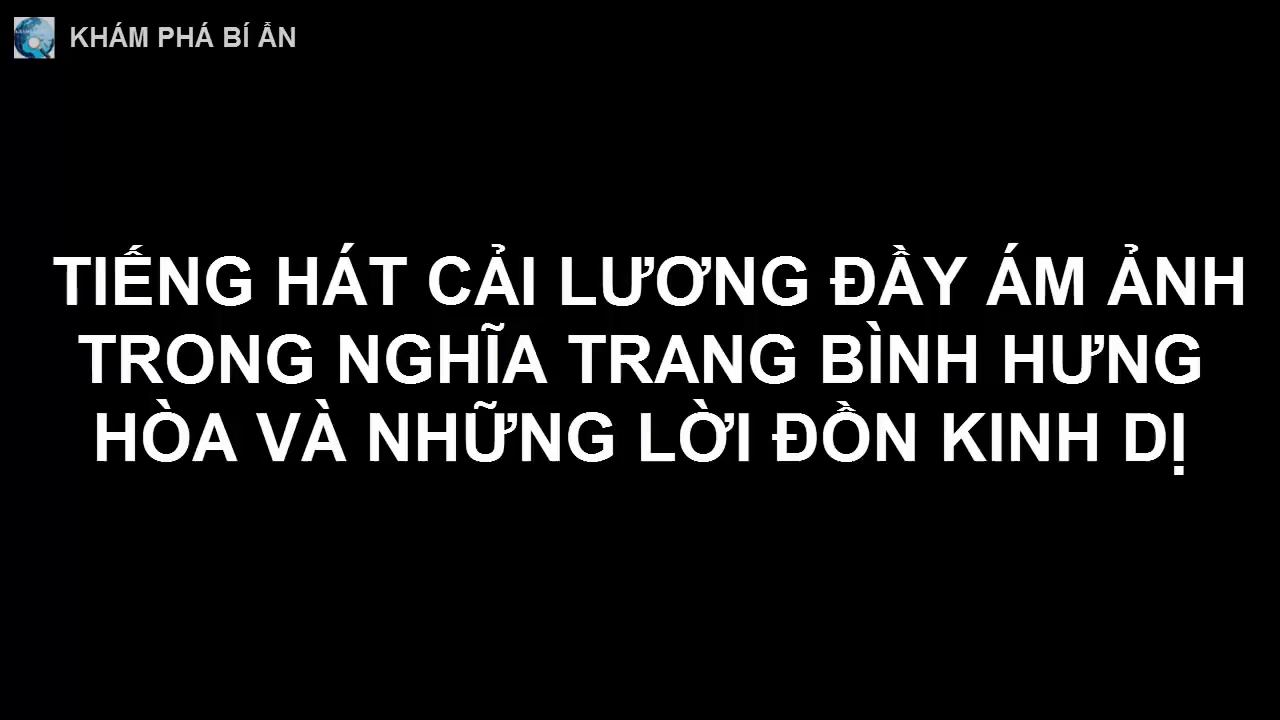 KHÁM PHÁ BÍ ẨN
TIẾNG HÁT CẢI LƯƠNG ĐẦY ÁM ẢNH
TRONG NGHĨA TRANG BÌNH HƯNG
HÒA VÀ NHỮNG LỜI ĐỒN KINH DỊ